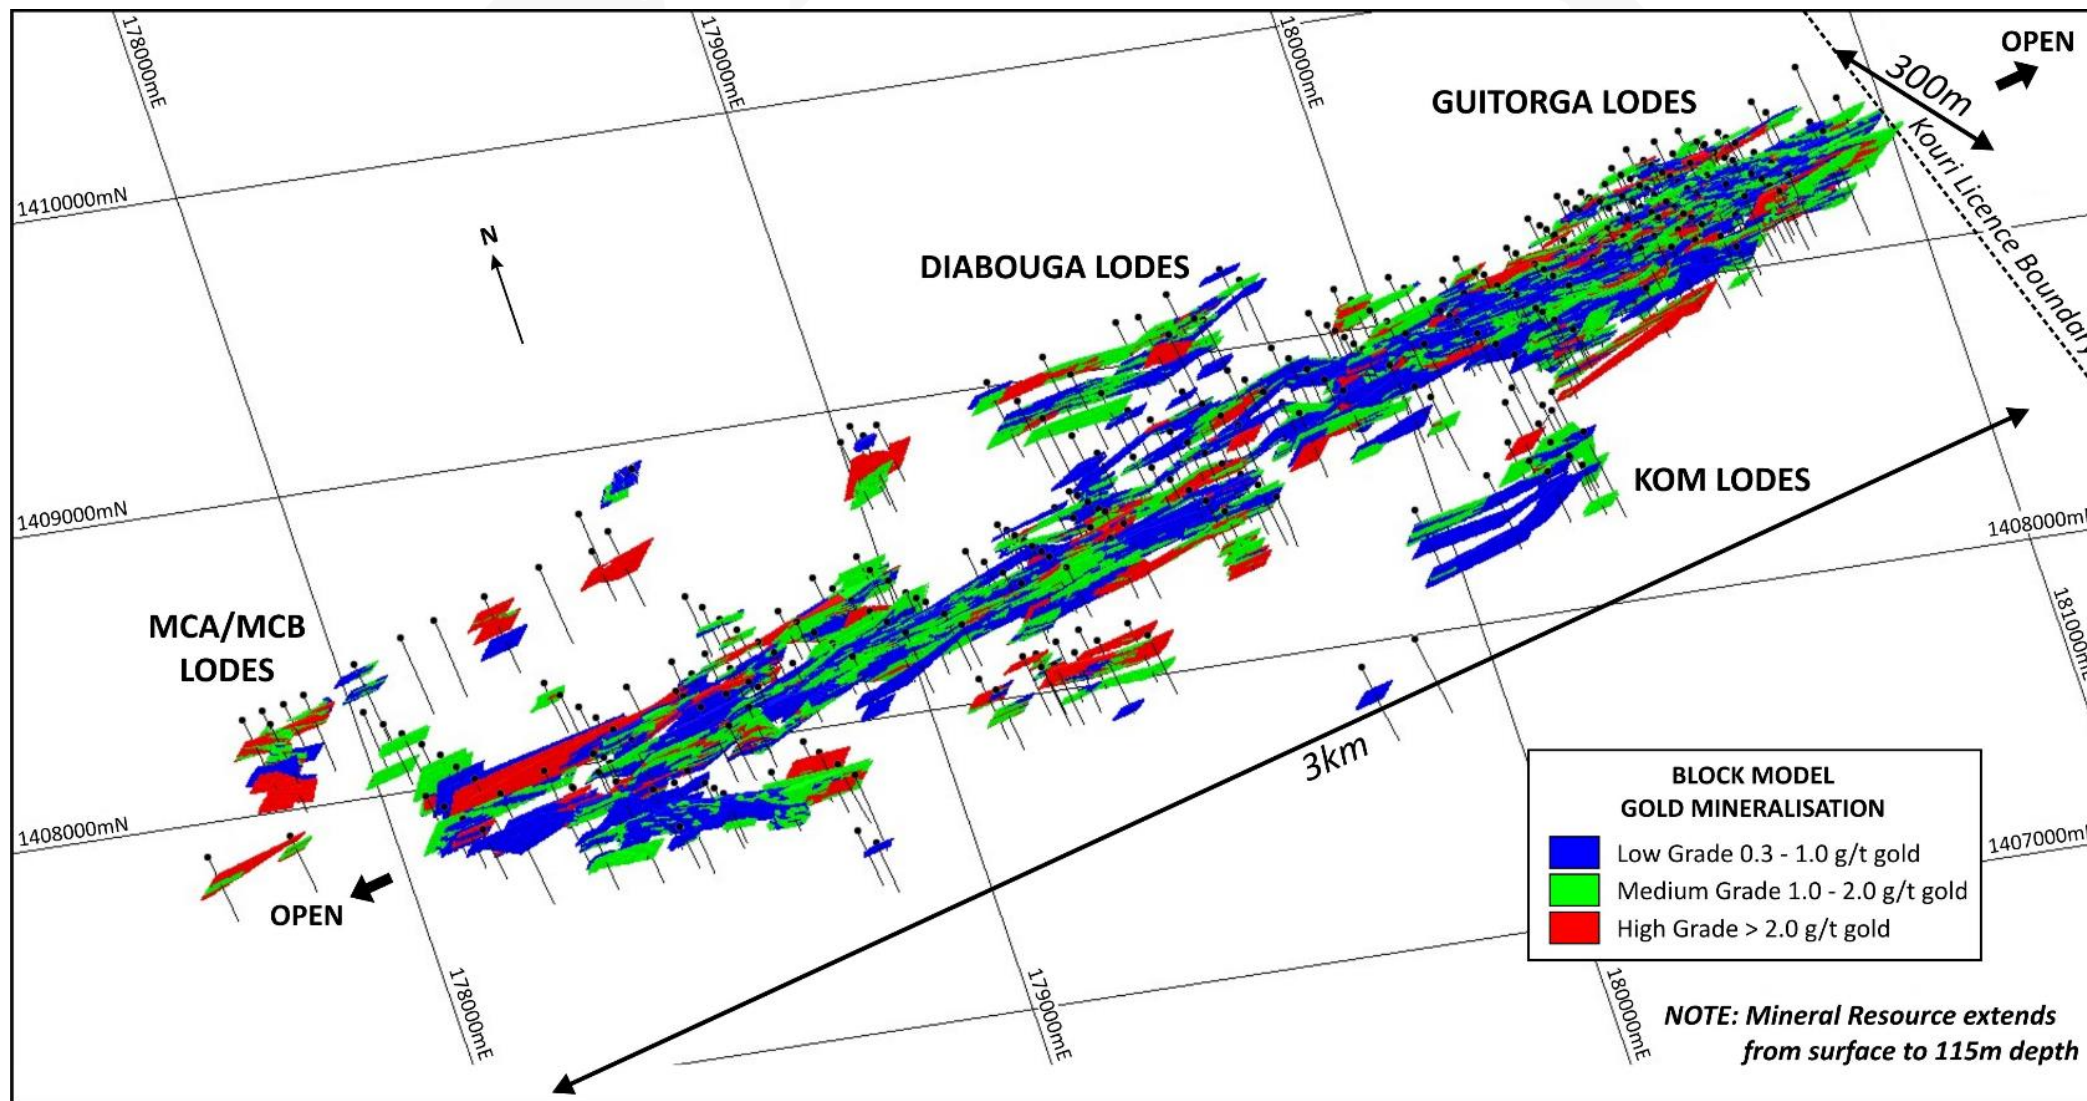 178000mE
179000mE
180000mE
OPEN
300m
GUITORGA LODES
Kouri Licence Boundary
1410000mN
N
DIABOUGA LODES
KOM LODES
1409000mN
1408000mN
181000mE
MCA/MCB
LODES
3km
1408000mN
1407000mN
OPEN
BLOCK MODEL
GOLD MINERALISATION
Low Grade 0.3 - 1.0 g/t gold
Medium Grade 1.0 - 2.0 g/t gold
High Grade > 2.0 g/t gold
178000mE
179000mE
180000mE
NOTE: Mineral Resource extends
from surface to 115m depth